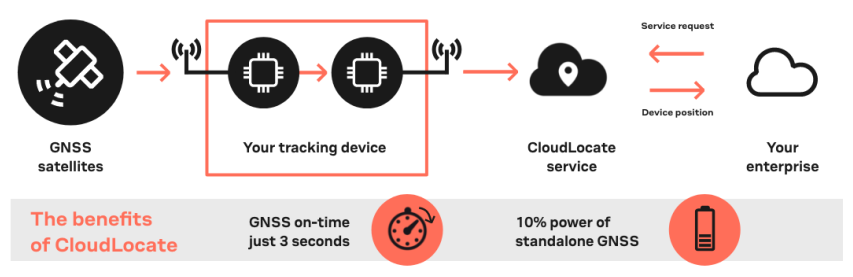 Service request
Device position
GNSS
satellites
Your tracking device
CloudLocate
service
Your
enterprise
The benefits
of CloudLocate
GNSS on-time
just 3 seconds
10% power of
standalone GNSS